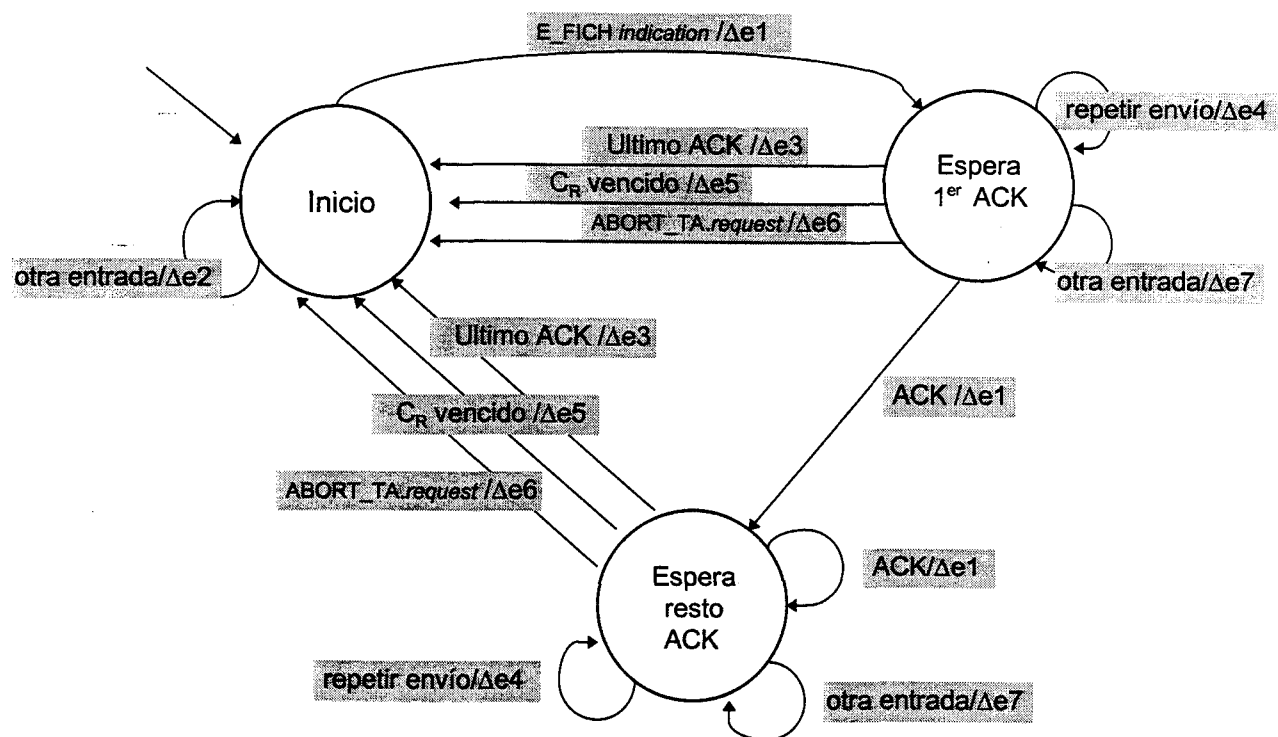 E_FICH indication /Δe1
repetir envío/Δe4
Ultimo ACK /Δe3
Espera
1er ACK
CR vencido /Δe5
Inicio
ABORT_TA.request /Δe6
otra entrada/Δe2
otra entrada/Δe7
Ultimo ACK /Δe3
ACK /Δe1
CR vencido /Δe5
ABORT_TA.request /Δe6
ACK/Δe1
Espera
resto
ACK
repetir envío/Δe4
otra entrada/Δe7